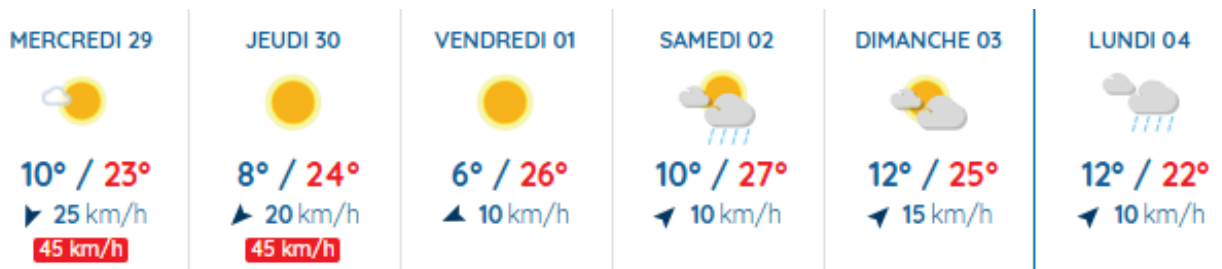 MERCREDI 29
10° / 23°
25 km/h
45 km/h
JEUDI 30
8° / 24°
20 km/h
45 km/h
VENDREDI 01
6° / 26°
10 km/h
SAMEDI 02
10° / 27°
10 km/h
DIMANCHE 03
12° / 25°
15 km/h
LUNDI 04
12° / 22°
10 km/h